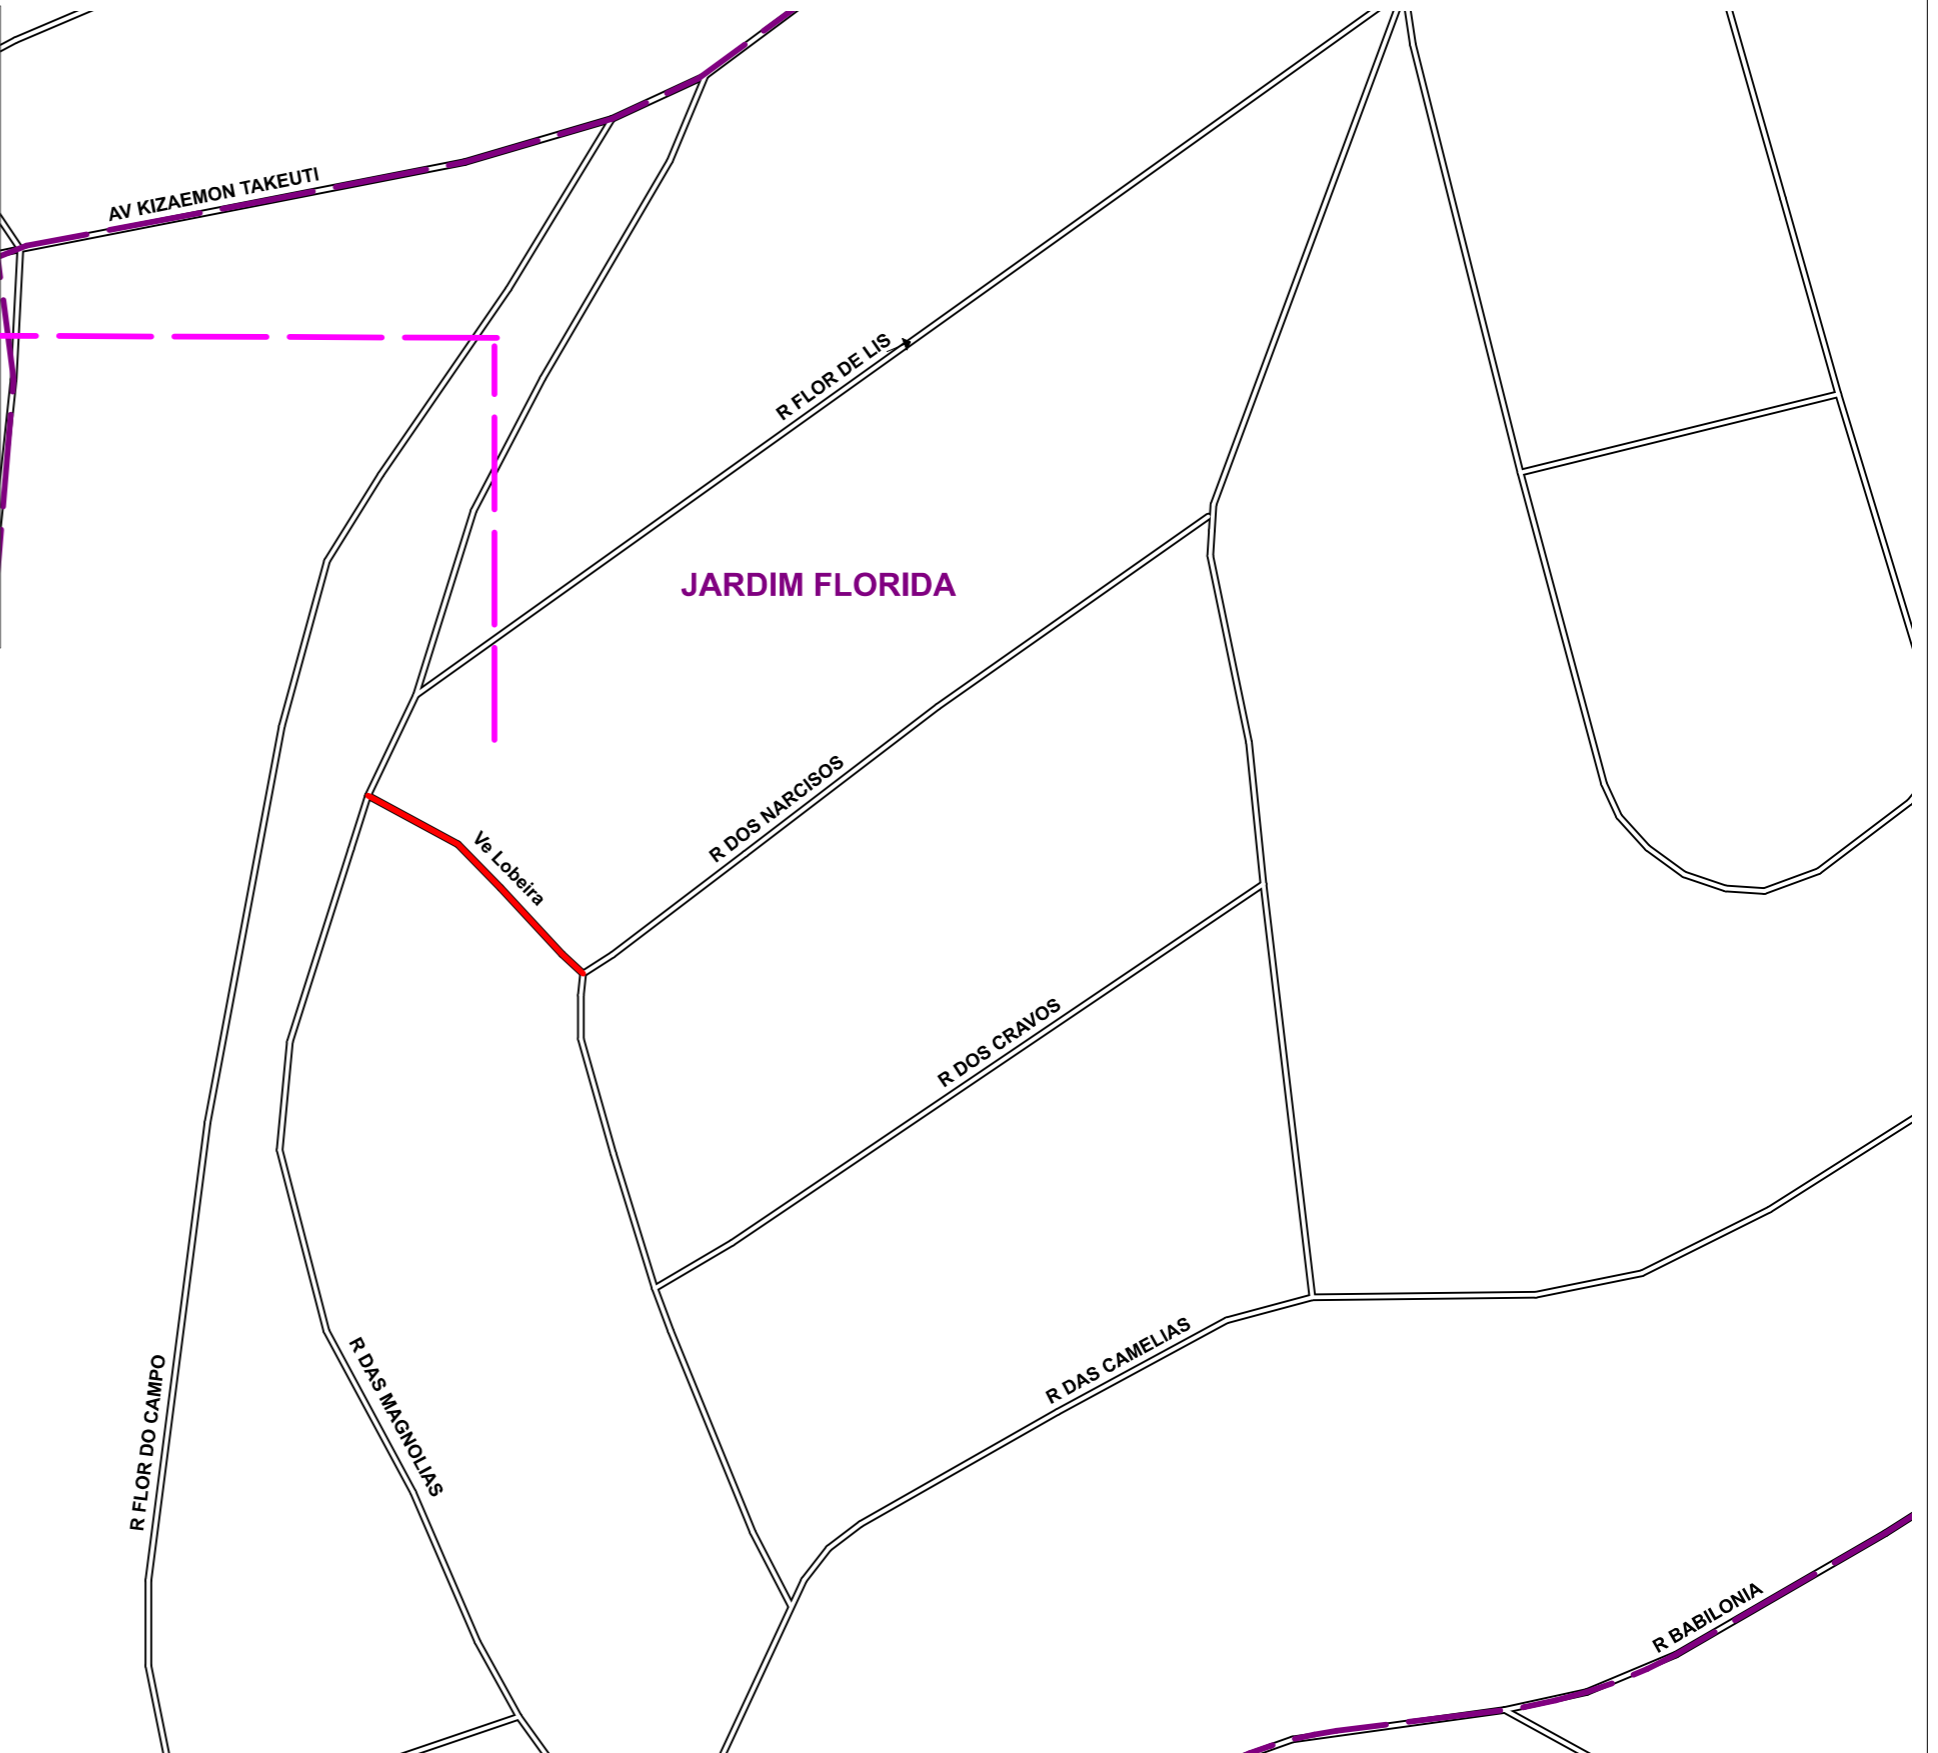 AV KIZAEMON TAKEUTI
R FLOR DE LIS
JARDIM FLORIDA
R DOS NARCISOS
Ve Lobeira
R DOS CRAVOS
R DAS CAMELIAS
R DAS MAGNOLIAS
R FLOR DO CAMPO
R BABILONIA